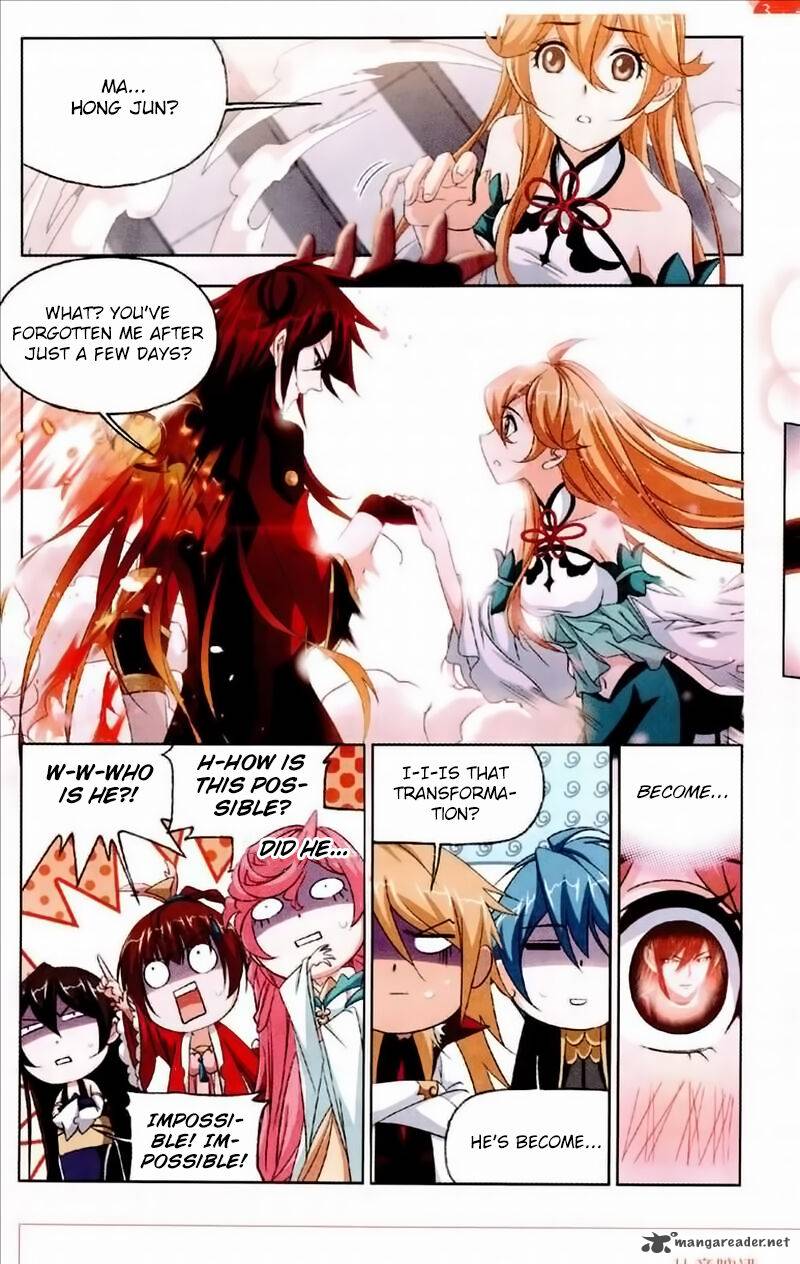 3
MA...
HONG JUN?
WHAT? YOU'VE
FORGOTTEN ME AFTER
JUST A FEW DAYS?
W-W-WHO
IS HE?!
H-HOW IS
THIS POS-
SIBLE?
DID HE...
IMPOSSI-
BLE! IM-
POSSIBLE!
I-I-IS THAT
TRANSFORMA-
TION?
HE'S BECOME...
BECOME...
mangareader.net